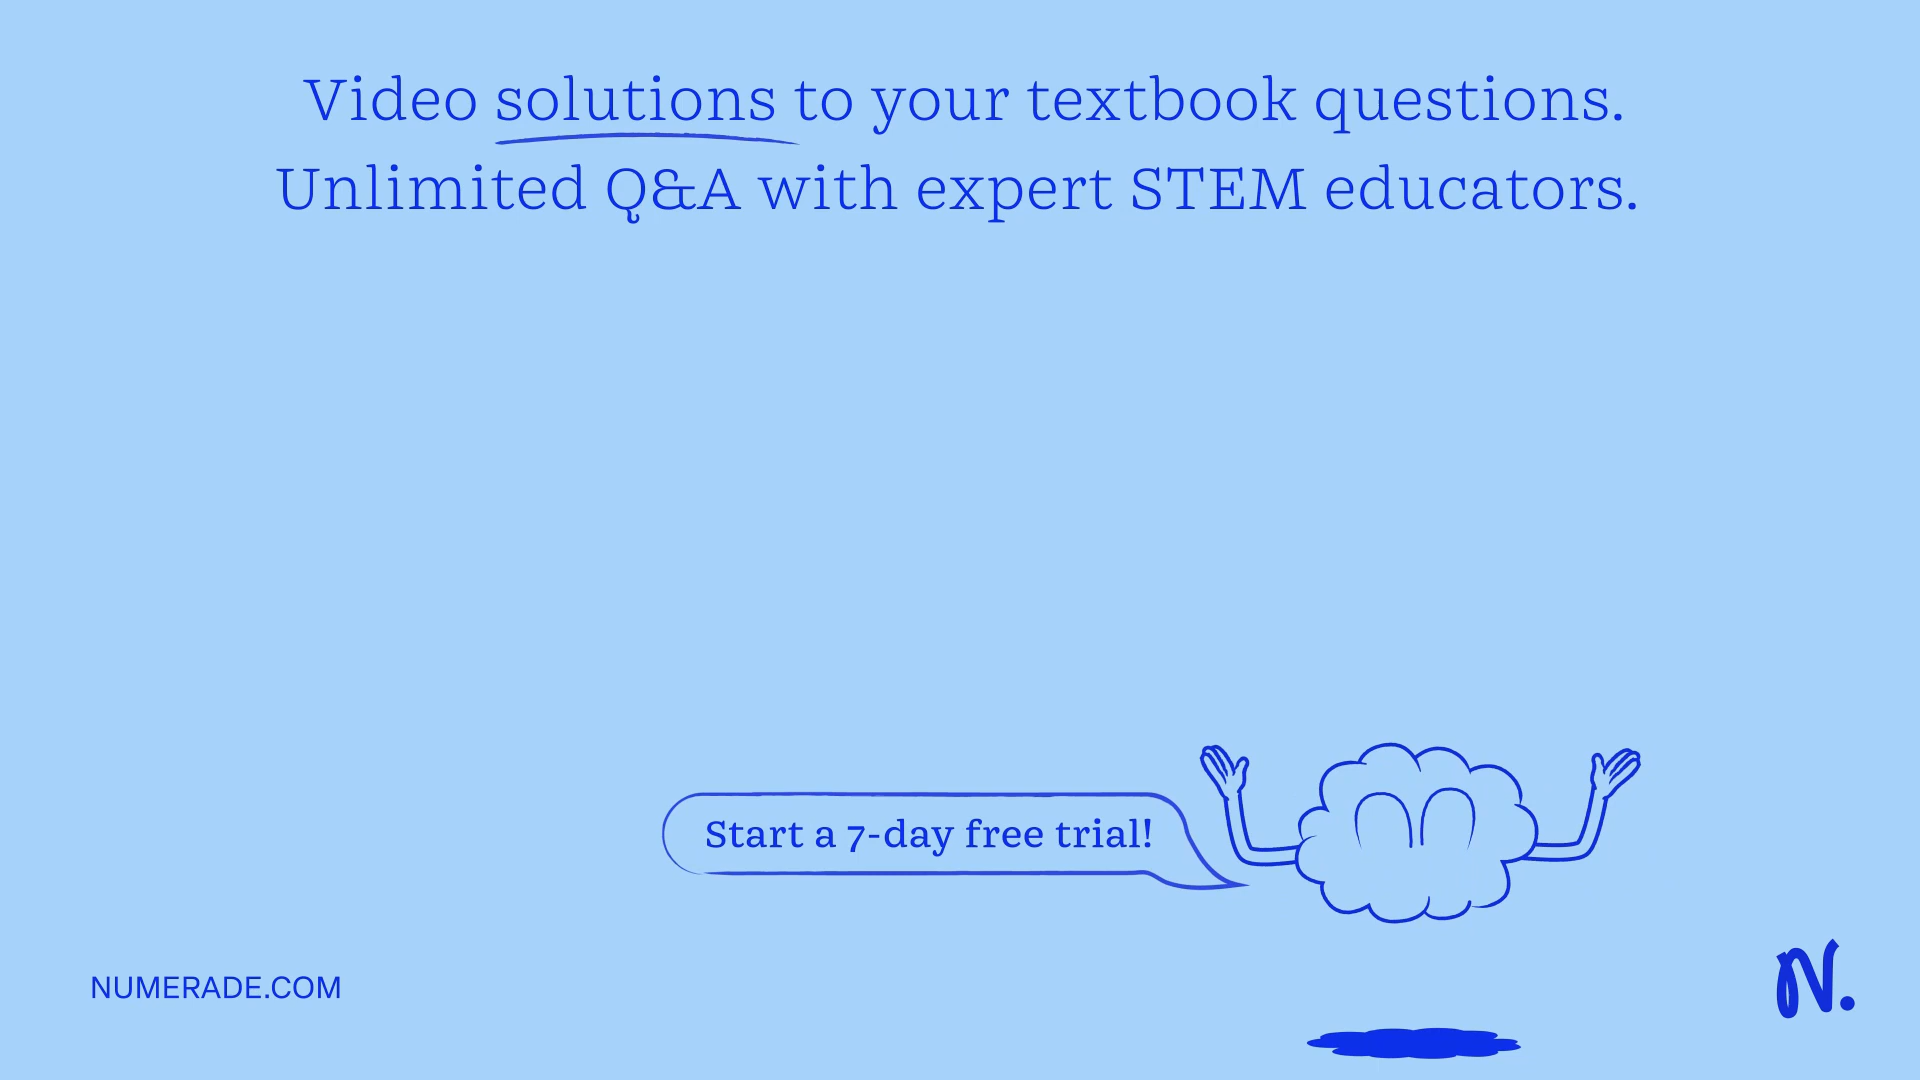 Video solutions to your textbook questions.
Unlimited Q&A with expert STEM educators.
Start a 7-day free trial!
NUMERADE.COM
N.